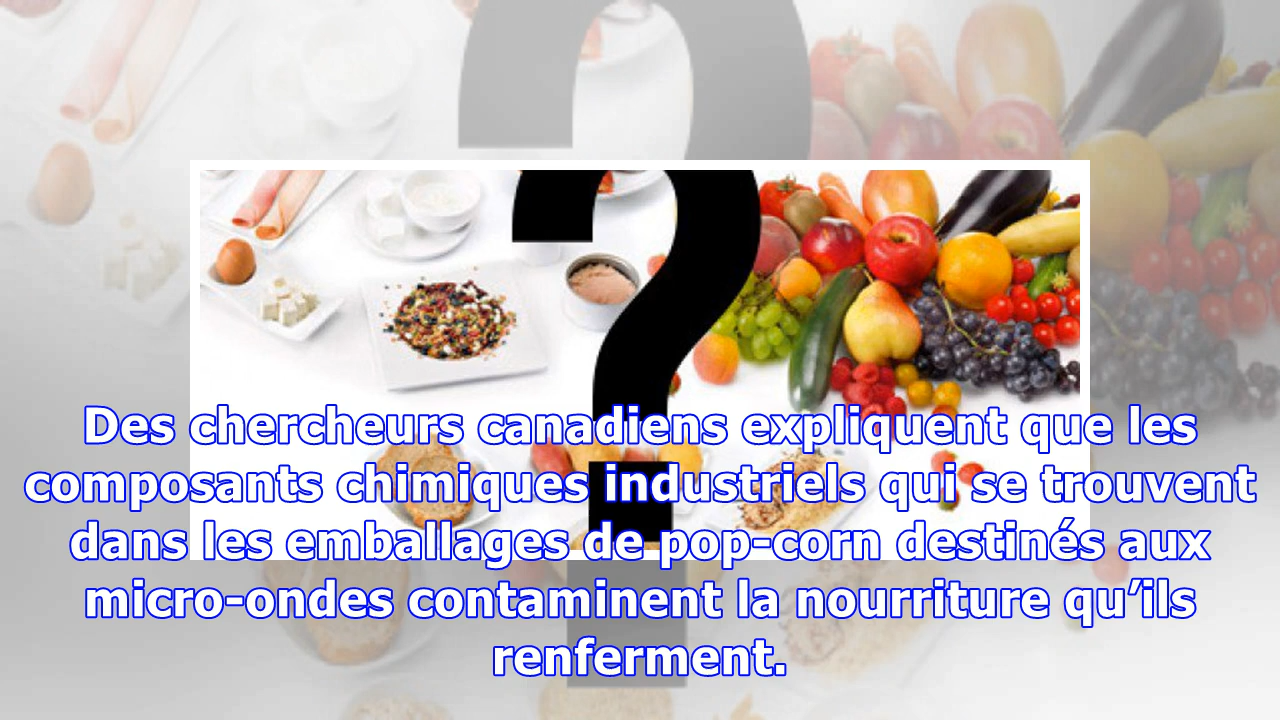 Des chercheurs canadiens expliquent que les
composants chimiques industriels qui se trouvent
dans les emballages de pop-corn destinés aux
micro-ondes contaminent la nourriture qu’ils
renferment.